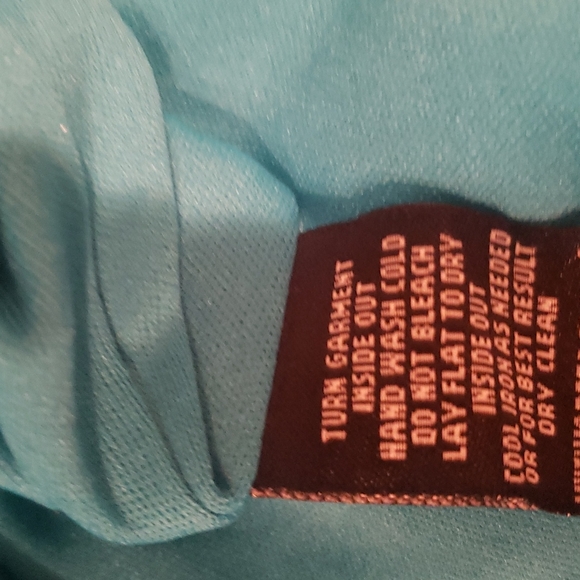 TURN GARMENT
INSIDE OUT
HAND WASH COLD
DO NOT BLEACH
LAY FLAT TO DRY
INSIDE OUT
COOL IRON AS NEEDED
OR FOR BEST RESULT
DRY CLEAN